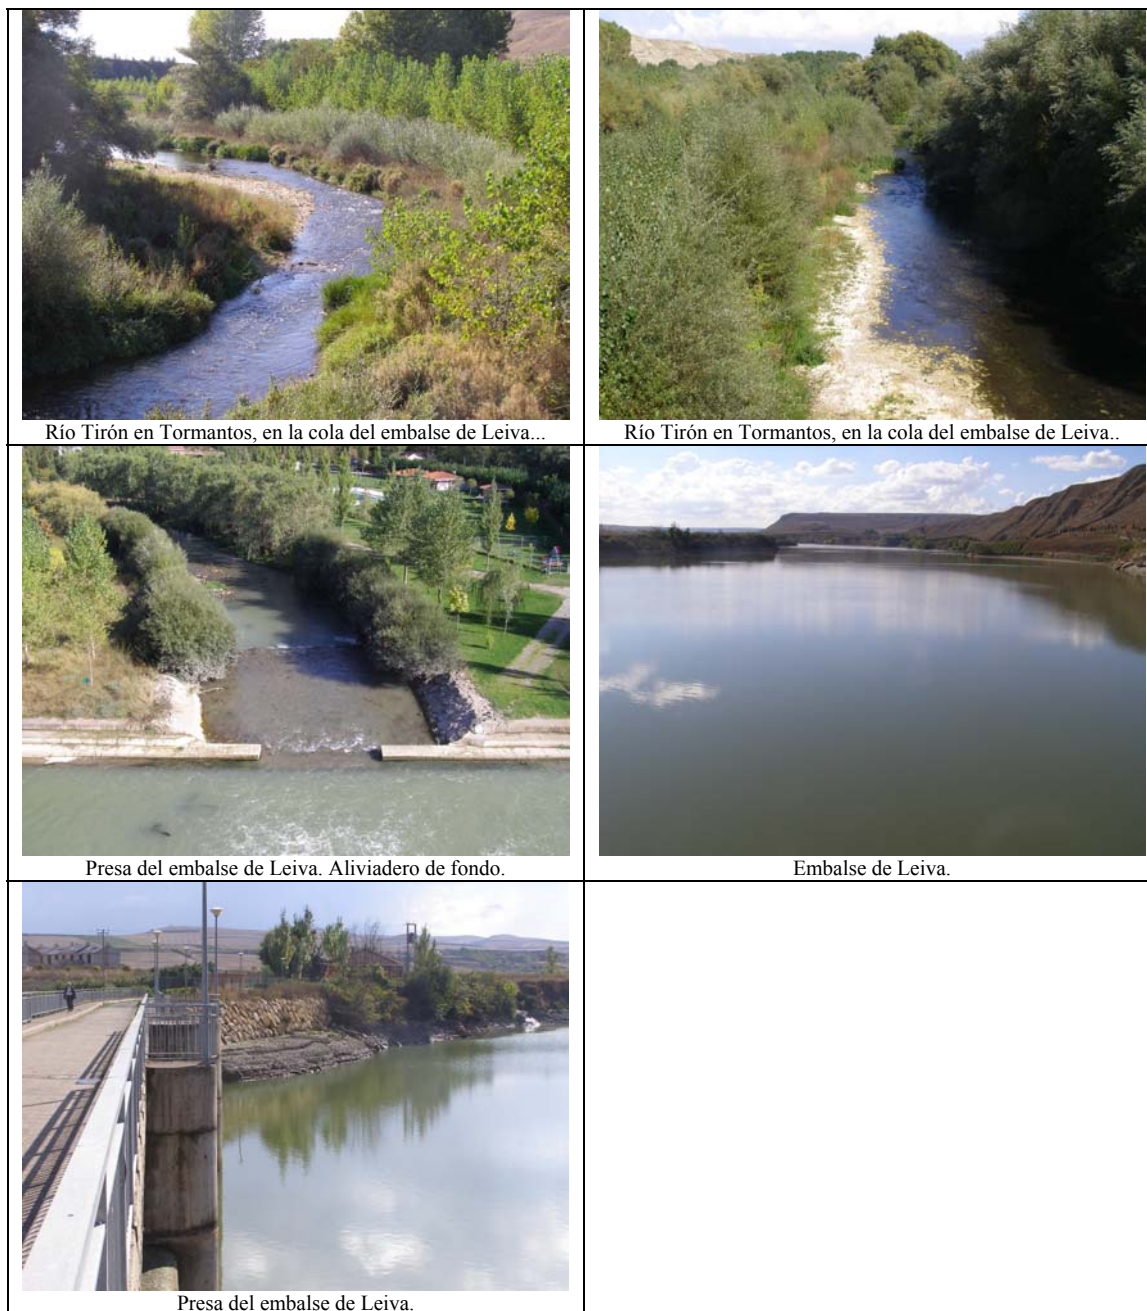 Río Tirón en Tormantos, en la cola del embalse de Leiva...
Río Tirón en Tormantos, en la cola del embalse de Leiva..
Presa del embalse de Leiva. Aliviadero de fondo.
Embalse de Leiva.
Presa del embalse de Leiva.